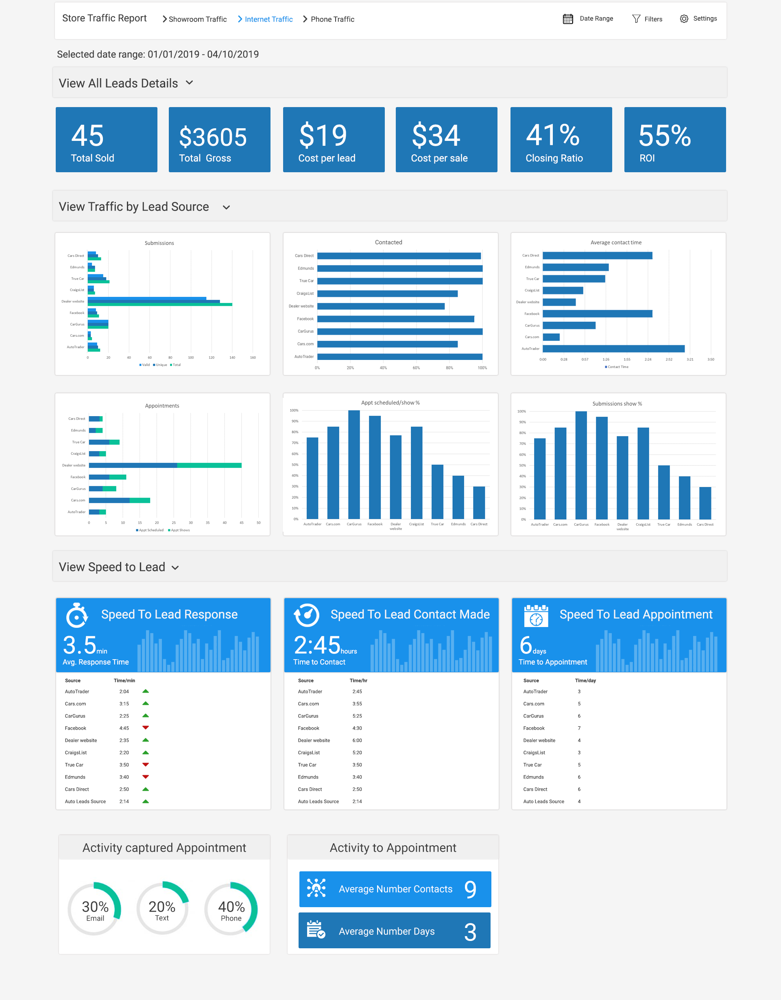 Store Traffic Report
Showroom Traffic
Internet Traffic
Phone Traffic
Date Range
Filters
Settings
Selected date range: 01/01/2019 - 04/10/2019
View All Leads Details
45
Total Sold
$3605
Total Gross
$19
Cost per lead
$34
Cost per sale
41%
Closing Ratio
55%
ROI
View Traffic by Lead Source
Submissions
Cars Direct
Edmunds
True Car
CraigsList
Dealer website
Facebook
CarGurus
Cars.com
AutoTrader
0 20 40 60 80 100 120 140 160
Valid Unique Total
Contacted
Cars Direct
Edmunds
True Car
CraigsList
Dealer website
Facebook
CarGurus
Cars.com
AutoTrader
0% 20% 40% 60% 80% 100%
Average contact time
Cars Direct
Edmunds
True Car
CraigsList
Dealer website
Facebook
CarGurus
Cars.com
AutoTrader
0:00 0:28 0:57 1:26 1:55 2:24 2:52 3:21 3:50
Contact Time
Appointments
Cars Direct
Edmunds
True Car
CraigsList
Dealer website
Facebook
CarGurus
Cars.com
AutoTrader
0 5 10 15 20 25 30 35 40 45 50
Appt Scheduled Appt Shows
Appt scheduled/show %
100%
90%
80%
70%
60%
50%
40%
30%
20%
10%
0%
AutoTrader Cars.com CarGurus Facebook Dealer website CraigsList True Car Edmunds Cars Direct
Submissions show %
100%
90%
80%
70%
60%
50%
40%
30%
20%
10%
0%
AutoTrader Cars.com CarGurus Facebook Dealer website CraigsList True Car Edmunds Cars Direct
View Speed to Lead
Speed To Lead Response
3.5min
Avg. Response Time
Source Time/min
AutoTrader 2:04
Cars.com 3:15
CarGurus 2:25
Facebook 4:45
Dealer website 2:35
CraigsList 2:20
True Car 3:50
Edmunds 3:40
Cars Direct 2:50
Auto Leads Source 2:14
Speed To Lead Contact Made
2:45hours
Time to Contact
Source Time/hr
AutoTrader 2:45
Cars.com 3:55
CarGurus 5:25
Facebook 4:30
Dealer website 6:00
CraigsList 5:20
True Car 3:50
Edmunds 3:40
Cars Direct 2:50
Auto Leads Source 2:14
Speed To Lead Appointment
6days
Time to Appointment
Source Time/day
AutoTrader 3
Cars.com 5
CarGurus 6
Facebook 7
Dealer website 4
CraigsList 3
True Car 5
Edmunds 6
Cars Direct 6
Auto Leads Source 4
Activity captured Appointment
30%
Email
20%
Text
40%
Phone
Activity to Appointment
Average Number Contacts 9
Average Number Days 3